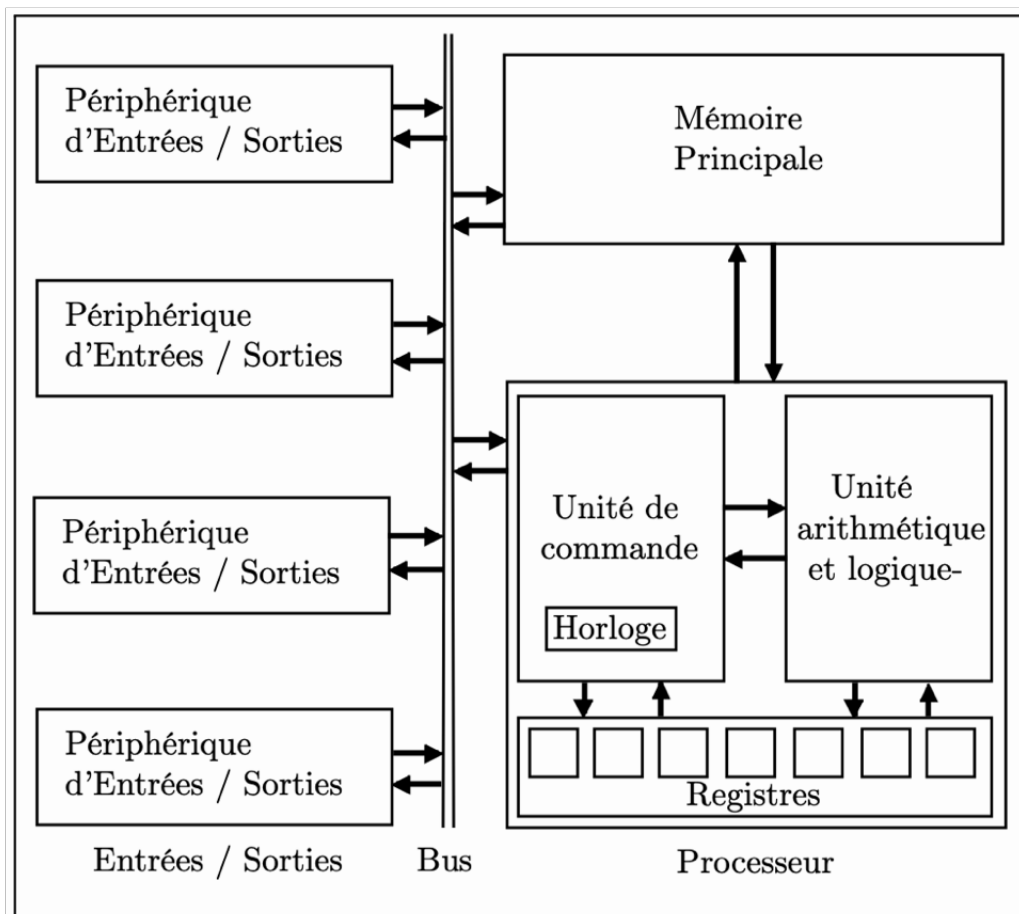 Périphérique
d'Entrées / Sorties
Mémoire
Principale
Périphérique
d'Entrées / Sorties
Périphérique
d'Entrées / Sorties
Unité de
commande
Horloge
Unité
arithmétique
et logique-
Registres
Périphérique
d'Entrées / Sorties
Entrées / Sorties
Bus
Processeur